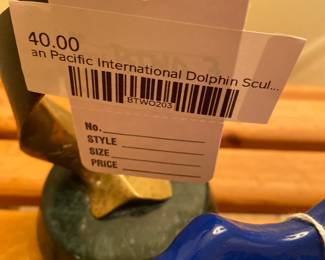 40.00
an Pacific International Dolphin Scul...
BTWO203
No.
STYLE
SIZE
PRICE